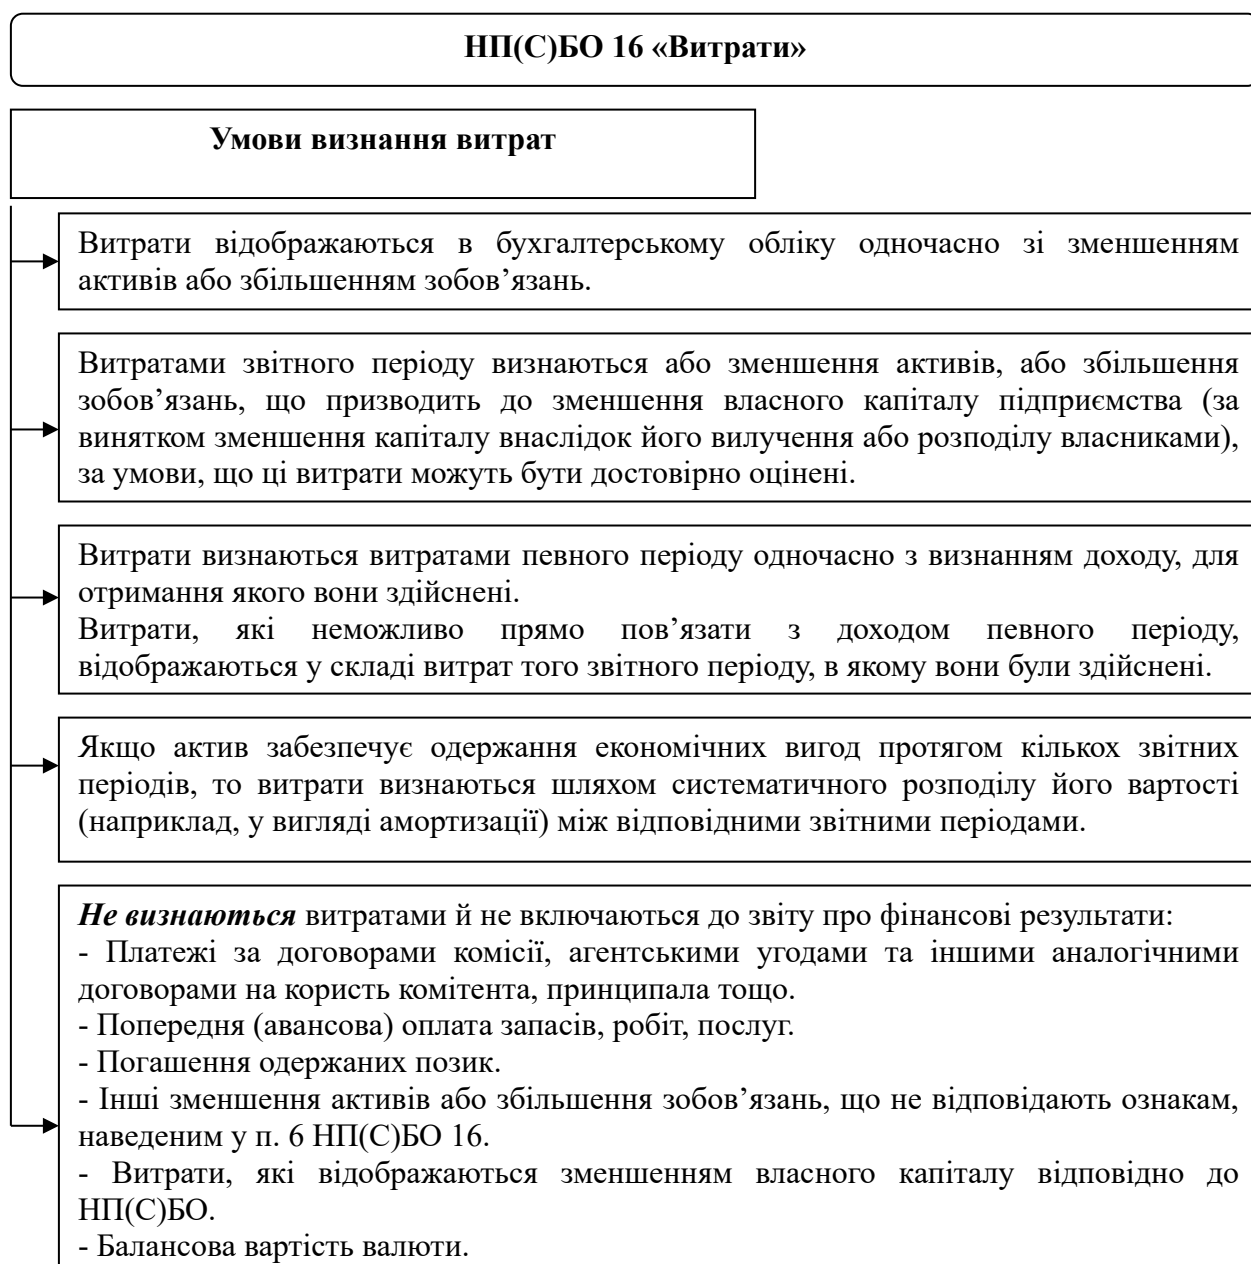 НП(С)БО 16 «Витрати»
Умови визнання витрат
Витрати відображаються в бухгалтерському обліку одночасно зі зменшенням
активів або збільшенням зобов’язань.
Витратами звітного періоду визнаються або зменшення активів, або збільшення
зобов’язань, що призводить до зменшення власного капіталу підприємства (за
винятком зменшення капіталу внаслідок його вилучення або розподілу власниками),
за умови, що ці витрати можуть бути достовірно оцінені.
Витрати визнаються витратами певного періоду одночасно з визнанням доходу, для
отримання якого вони здійснені.
Витрати, які неможливо прямо пов’язати з доходом певного періоду,
відображаються у складі витрат того звітного періоду, в якому вони були здійснені.
Якщо актив забезпечує одержання економічних вигод протягом кількох звітних
періодів, то витрати визнаються шляхом систематичного розподілу його вартості
(наприклад, у вигляді амортизації) між відповідними звітними періодами.
Не визнаються витратами й не включаються до звіту про фінансові результати:
- Платежі за договорами комісії, агентськими угодами та іншими аналогічними
договорами на користь комітента, принципала тощо.
- Попередня (авансова) оплата запасів, робіт, послуг.
- Погашення одержаних позик.
- Інші зменшення активів або збільшення зобов’язань, що не відповідають ознакам,
наведеним у п. 6 НП(С)БО 16.
- Витрати, які відображаються зменшенням власного капіталу відповідно до
НП(С)БО.
- Балансова вартість валюти.